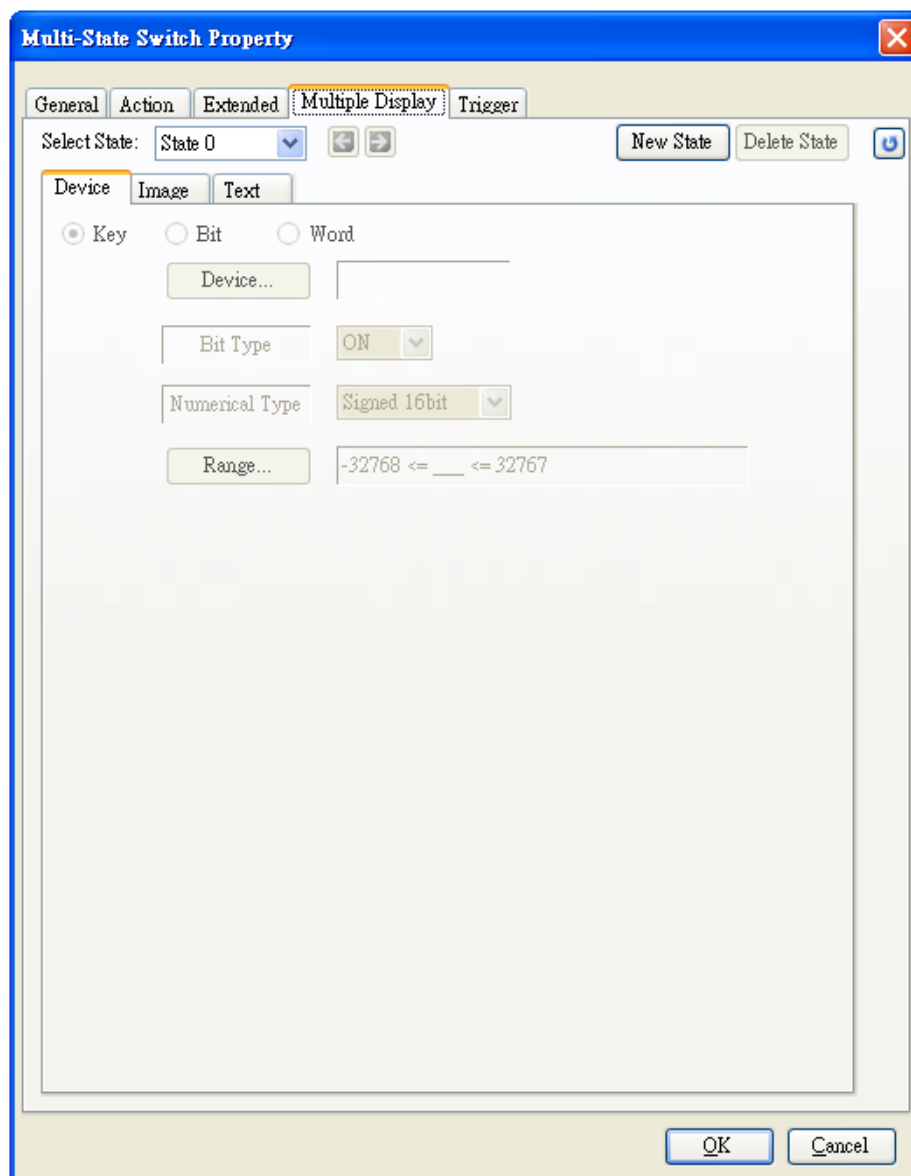 Multi-State Switch Property
General Action Extended Multiple Display Trigger
Select State: State 0 New State Delete State
Device Image Text
Key Bit Word
Device...
Bit Type ON
Numerical Type Signed 16bit
Range... -32768 <= ___ <= 32767
OK Cancel